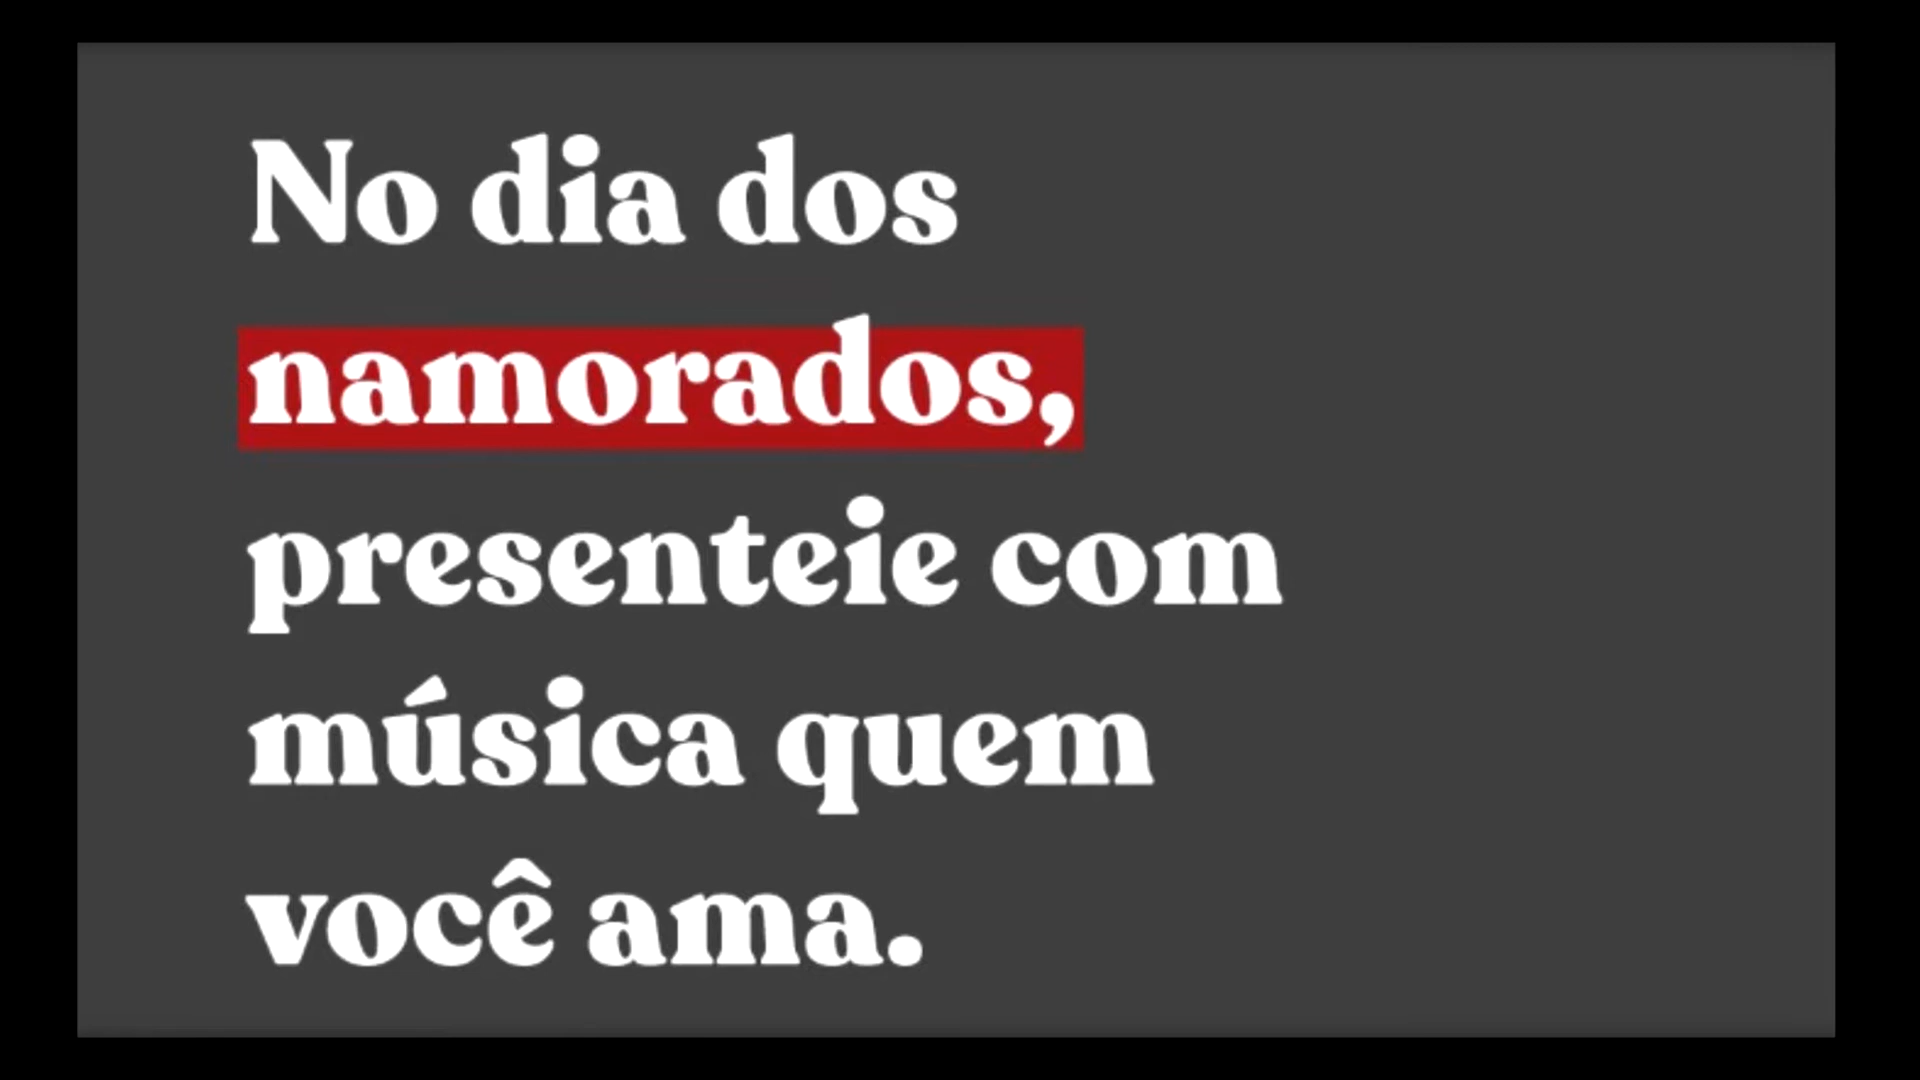 No dia dos
namorados,
presenteie com
música quem
você ama.